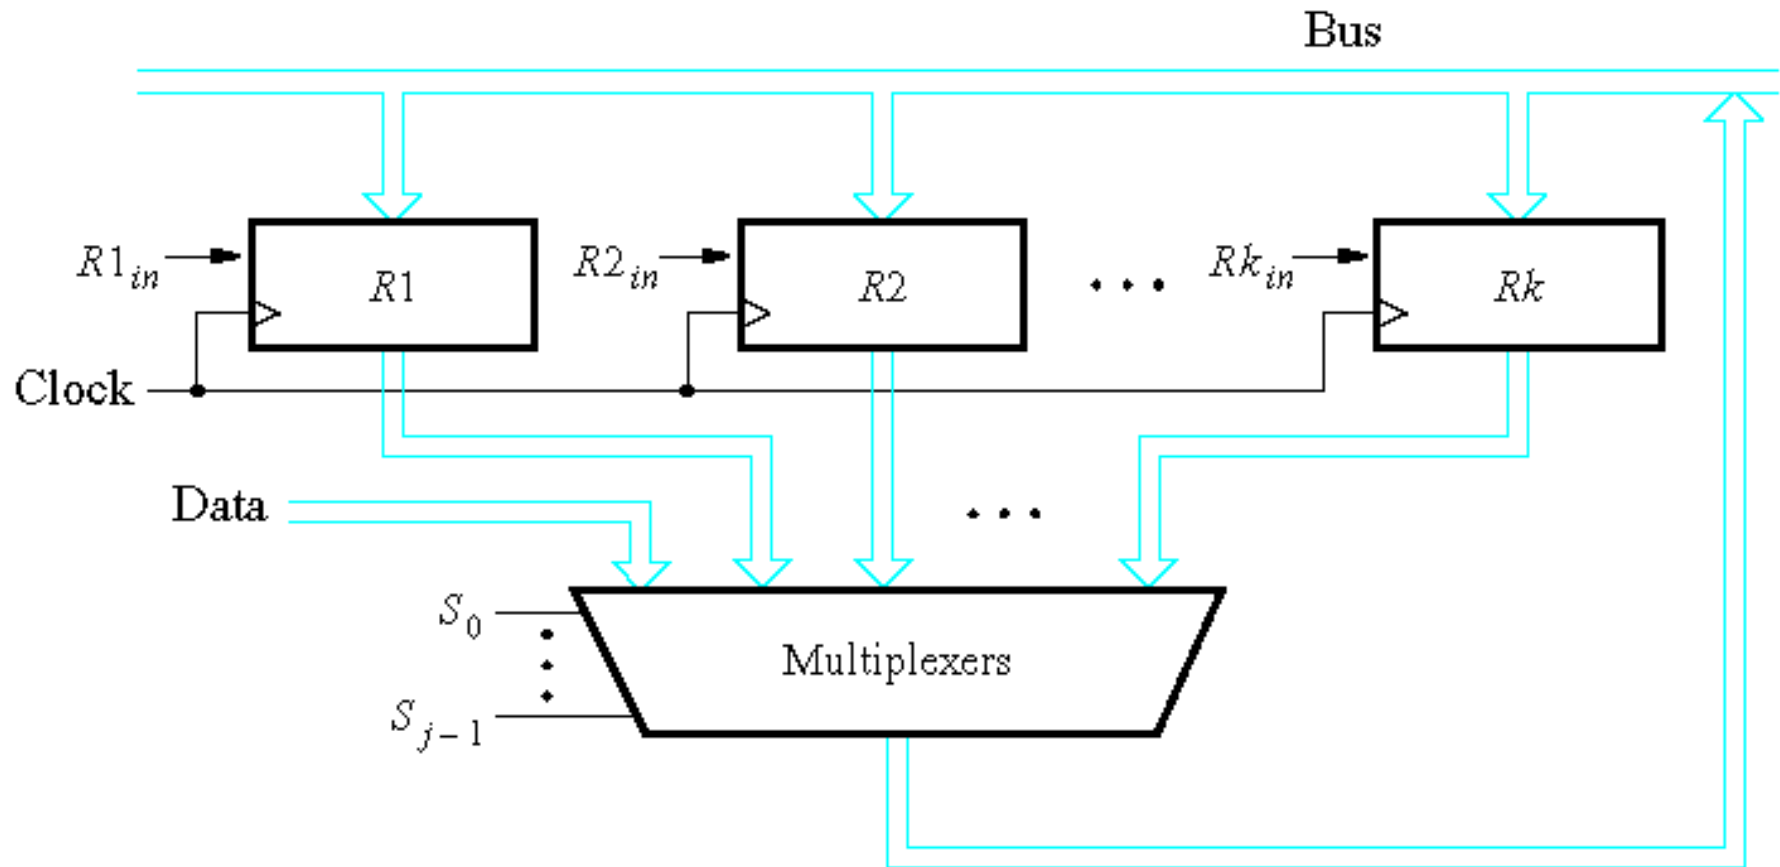 Bus
R1in
R1
R2in
R2
Rkin
Rk
Clock
Data
S0
Multiplexers
Sj−1